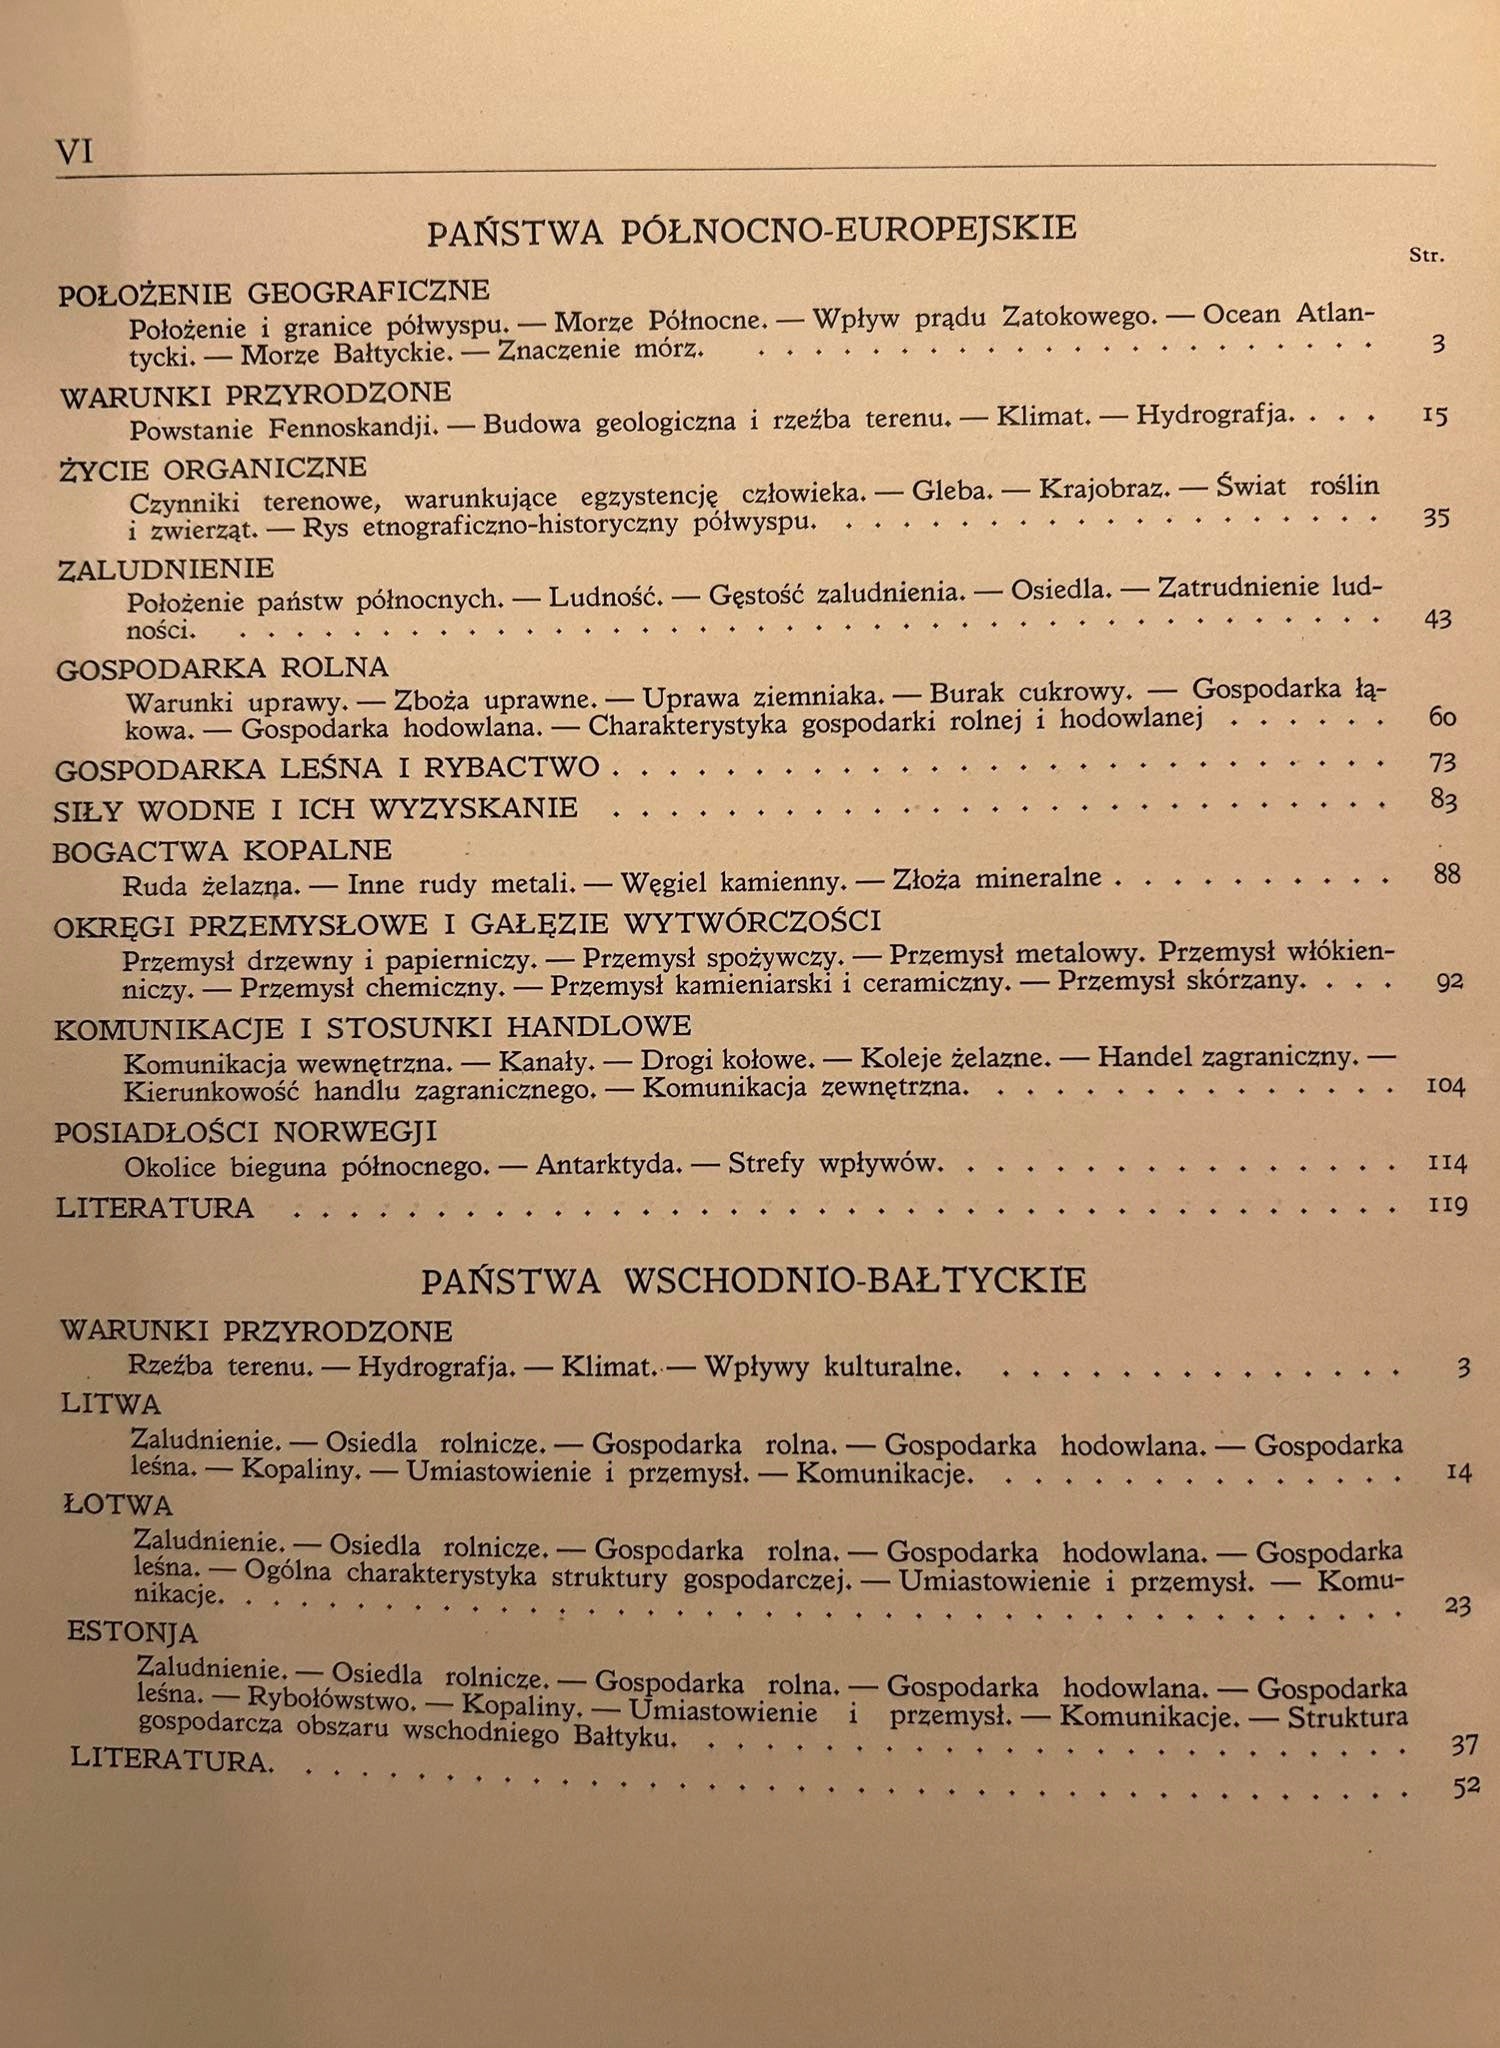 VI
PAŃSTWA PÓŁNOCNO-EUROPEJSKIE
Str.
POŁOŻENIE GEOGRAFICZNE
Położenie i granice półwyspu. — Morze Północne. — Wpływ prądu Zatokowego. — Ocean Atlan-
tycki. — Morze Bałtyckie. — Znaczenie mórz. . . . . . . . . . . . . . . . . . . . . . . 3
WARUNKI PRZYRODZONE
Powstanie Fennoskandji. — Budowa geologiczna i rzeźba terenu. — Klimat. — Hydrografja. . . . 15
ŻYCIE ORGANICZNE
Czynniki terenowe, warunkujące egzystencję człowieka. — Gleba. — Krajobraz. — Świat roślin
i zwierząt. — Rys etnograficzno-historyczny półwyspu. . . . . . . . . . . . . . . . . . . . 35
ZALUDNIENIE
Położenie państw północnych. — Ludność. — Gęstość zaludnienia. — Osiedla. — Zatrudnienie lud-
ności. . . . . . . . . . . . . . . . . . . . . . . . . . . . . . . . . . . . . . . . . 43
GOSPODARKA ROLNA
Warunki uprawy. — Zboża uprawne. — Uprawa ziemniaka. — Burak cukrowy. — Gospodarka łą-
kowa. — Gospodarka hodowlana. — Charakterystyka gospodarki rolnej i hodowlanej . . . . . . 60
GOSPODARKA LEŚNA I RYBACTWO . . . . . . . . . . . . . . . . . . . . . . . . . . . 73
SIŁY WODNE I ICH WYZYSKANIE . . . . . . . . . . . . . . . . . . . . . . . . . . . 83
BOGACTWA KOPALNE
Ruda żelazna. — Inne rudy metali. — Węgiel kamienny. — Złoża mineralne . . . . . . . . . . 88
OKRĘGI PRZEMYSŁOWE I GAŁĘZIE WYTWÓRCZOŚCI
Przemysł drzewny i papierniczy. — Przemysł spożywczy. — Przemysł metalowy. Przemysł włókien-
niczy. — Przemysł chemiczny. — Przemysł kamieniarski i ceramiczny. — Przemysł skórzany. . . . 92
KOMUNIKACJE I STOSUNKI HANDLOWE
Komunikacja wewnętrzna. — Kanały. — Drogi kołowe. — Koleje żelazne. — Handel zagraniczny. —
Kierunkowość handlu zagranicznego. — Komunikacja zewnętrzna. . . . . . . . . . . . . . . 104
POSIADŁOŚCI NORWEGJI
Okolice bieguna północnego. — Antarktyda. — Strefy wpływów. . . . . . . . . . . . . . . . 114
LITERATURA . . . . . . . . . . . . . . . . . . . . . . . . . . . . . . . . . . . . . . 119
PAŃSTWA WSCHODNIO-BAŁTYCKIE
WARUNKI PRZYRODZONE
Rzeźba terenu. — Hydrografja. — Klimat. — Wpływy kulturalne. . . . . . . . . . . . . . . 3
LITWA
Zaludnienie. — Osiedla rolnicze. — Gospodarka rolna. — Gospodarka hodowlana. — Gospodarka
leśna. — Kopaliny. — Umiastowienie i przemysł. — Komunikacje. . . . . . . . . . . . . . . 14
ŁOTWA
Zaludnienie. — Osiedla rolnicze. — Gospodarka rolna. — Gospodarka hodowlana. — Gospodarka
leśna. — Ogólna charakterystyka struktury gospodarczej. — Umiastowienie i przemysł. — Komu-
nikacje. . . . . . . . . . . . . . . . . . . . . . . . . . . . . . . . . . . . . . . . . 23
ESTONJA
Zaludnienie. — Osiedla rolnicze. — Gospodarka rolna. — Gospodarka hodowlana. — Gospodarka
leśna. — Rybołówstwo. — Kopaliny. — Umiastowienie i przemysł. — Komunikacje. — Struktura
gospodarcza obszaru wschodniego Bałtyku. . . . . . . . . . . . . . . . . . . . . . . . . 37
LITERATURA. . . . . . . . . . . . . . . . . . . . . . . . . . . . . . . . . . . . . . . 52